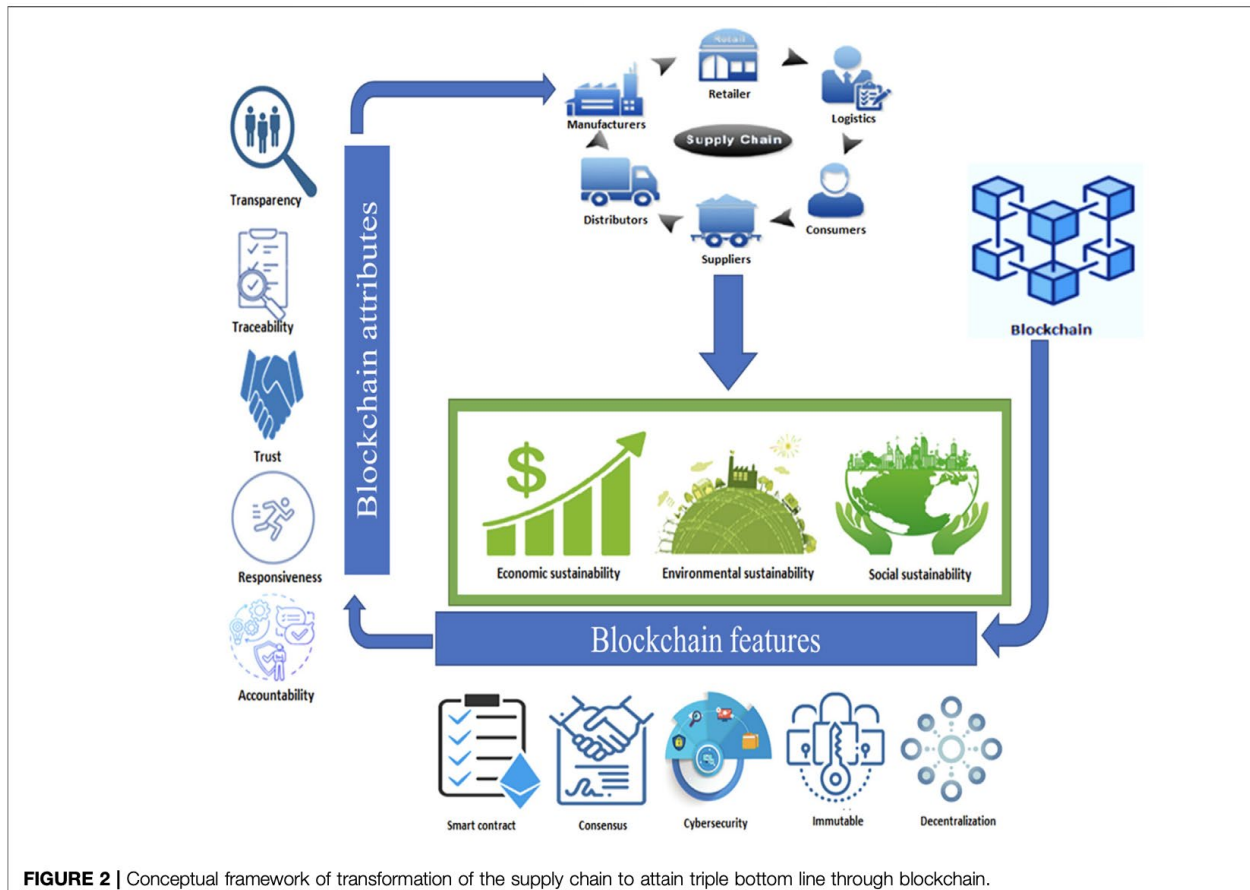 Retail
Retailer
Manufacturers
Logistics
Supply Chain
Distributors
Suppliers
Consumers
Transparency
Traceability
Trust
Responsiveness
Accountability
Blockchain attributes
Blockchain
Economic sustainability
Environmental sustainability
Social sustainability
Blockchain features
Smart contract
Consensus
Cybersecurity
Immutable
Decentralization
FIGURE 2 | Conceptual framework of transformation of the supply chain to attain triple bottom line through blockchain.